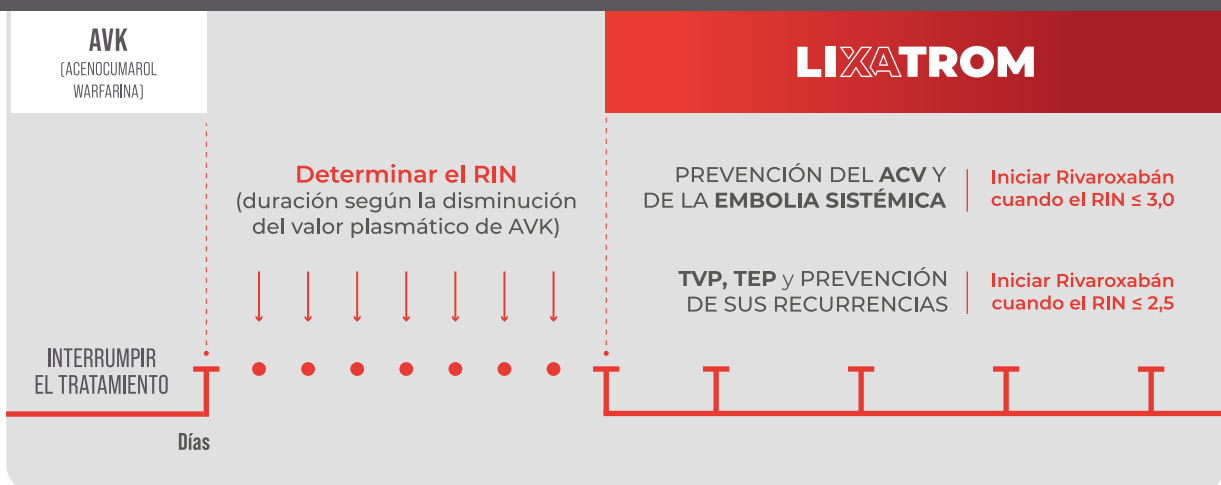 AVK
(ACENOCUMAROL
WARFARINA)
LIXATROM
Determinar el RIN
(duración según la disminución
del valor plasmático de AVK)
PREVENCIÓN DEL ACV Y
DE LA EMBOLIA SISTÉMICA
Iniciar Rivaroxabán
cuando el RIN ≤ 3,0
TVP, TEP y PREVENCIÓN
DE SUS RECURRENCIAS
Iniciar Rivaroxabán
cuando el RIN ≤ 2,5
INTERRUMPIR
EL TRATAMIENTO
Días